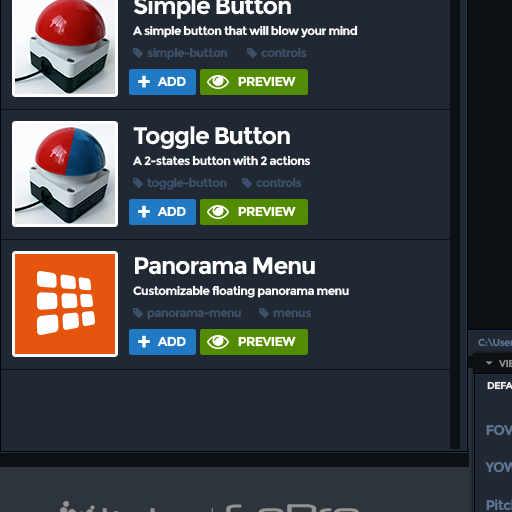 Simple Button
A simple button that will blow your mind
simple-button controls
ADD PREVIEW
Toggle Button
A 2-states button with 2 actions
toggle-button controls
ADD PREVIEW
Panorama Menu
Customizable floating panorama menu
panorama-menu menus
ADD PREVIEW
C:\User
VIE
DEFA
FOV
YOW
Pitc